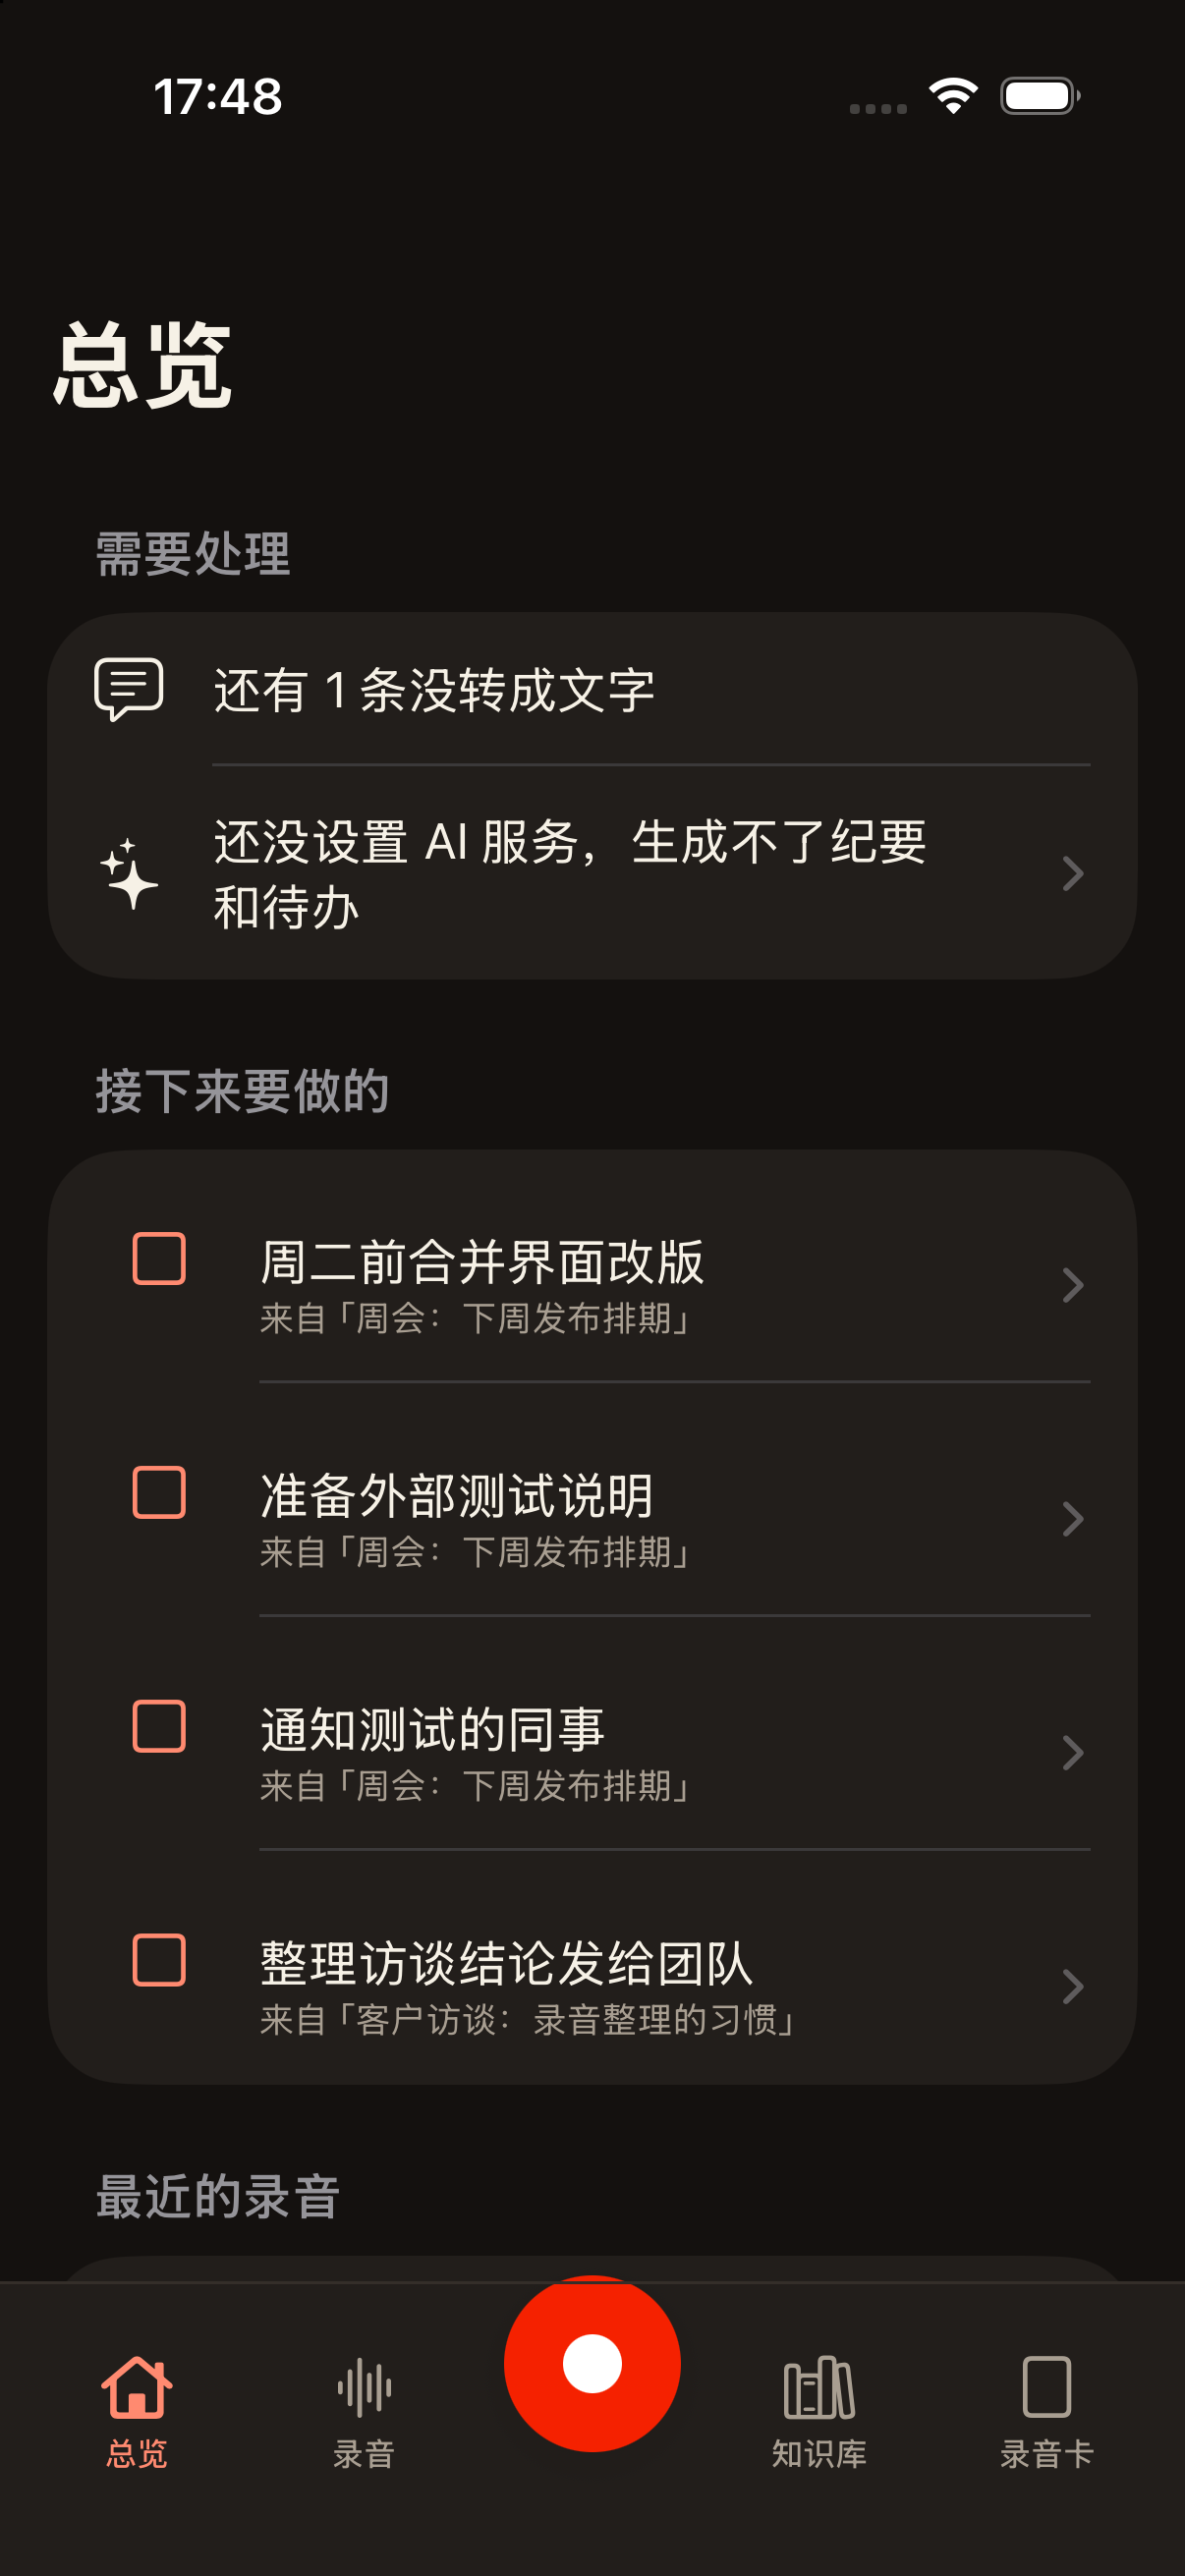 17:48
总览
需要处理
还有 1 条没转成文字
还没设置 AI 服务，生成不了纪要
和待办
接下来要做的
周二前合并界面改版
来自「周会：下周发布排期」
准备外部测试说明
来自「周会：下周发布排期」
通知测试的同事
来自「周会：下周发布排期」
整理访谈结论发给团队
来自「客户访谈：录音整理的习惯」
最近的录音
总览
录音
知识库
录音卡